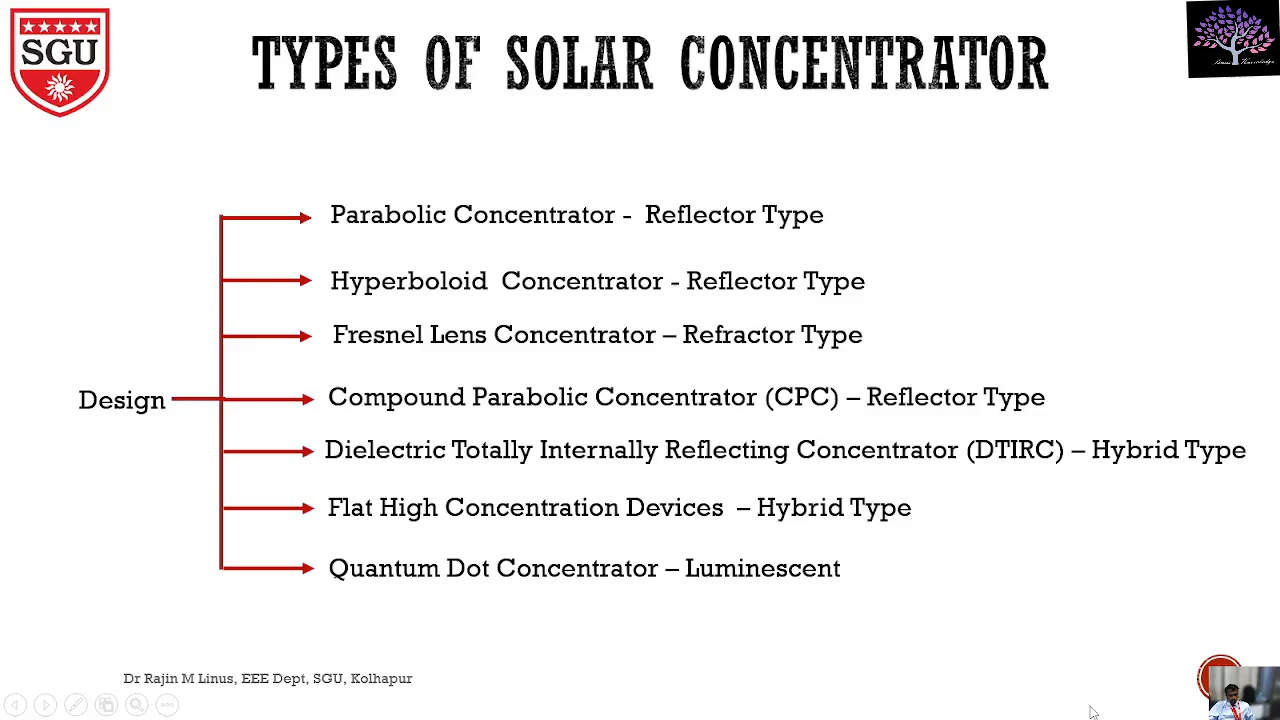 SGU
TYPES OF SOLAR CONCENTRATOR
Parabolic Concentrator - Reflector Type
Hyperboloid Concentrator - Reflector Type
Fresnel Lens Concentrator – Refractor Type
Design
Compound Parabolic Concentrator (CPC) – Reflector Type
Dielectric Totally Internally Reflecting Concentrator (DTIRC) – Hybrid Type
Flat High Concentration Devices – Hybrid Type
Quantum Dot Concentrator – Luminescent
Dr Rajin M Linus, EEE Dept, SGU, Kolhapur